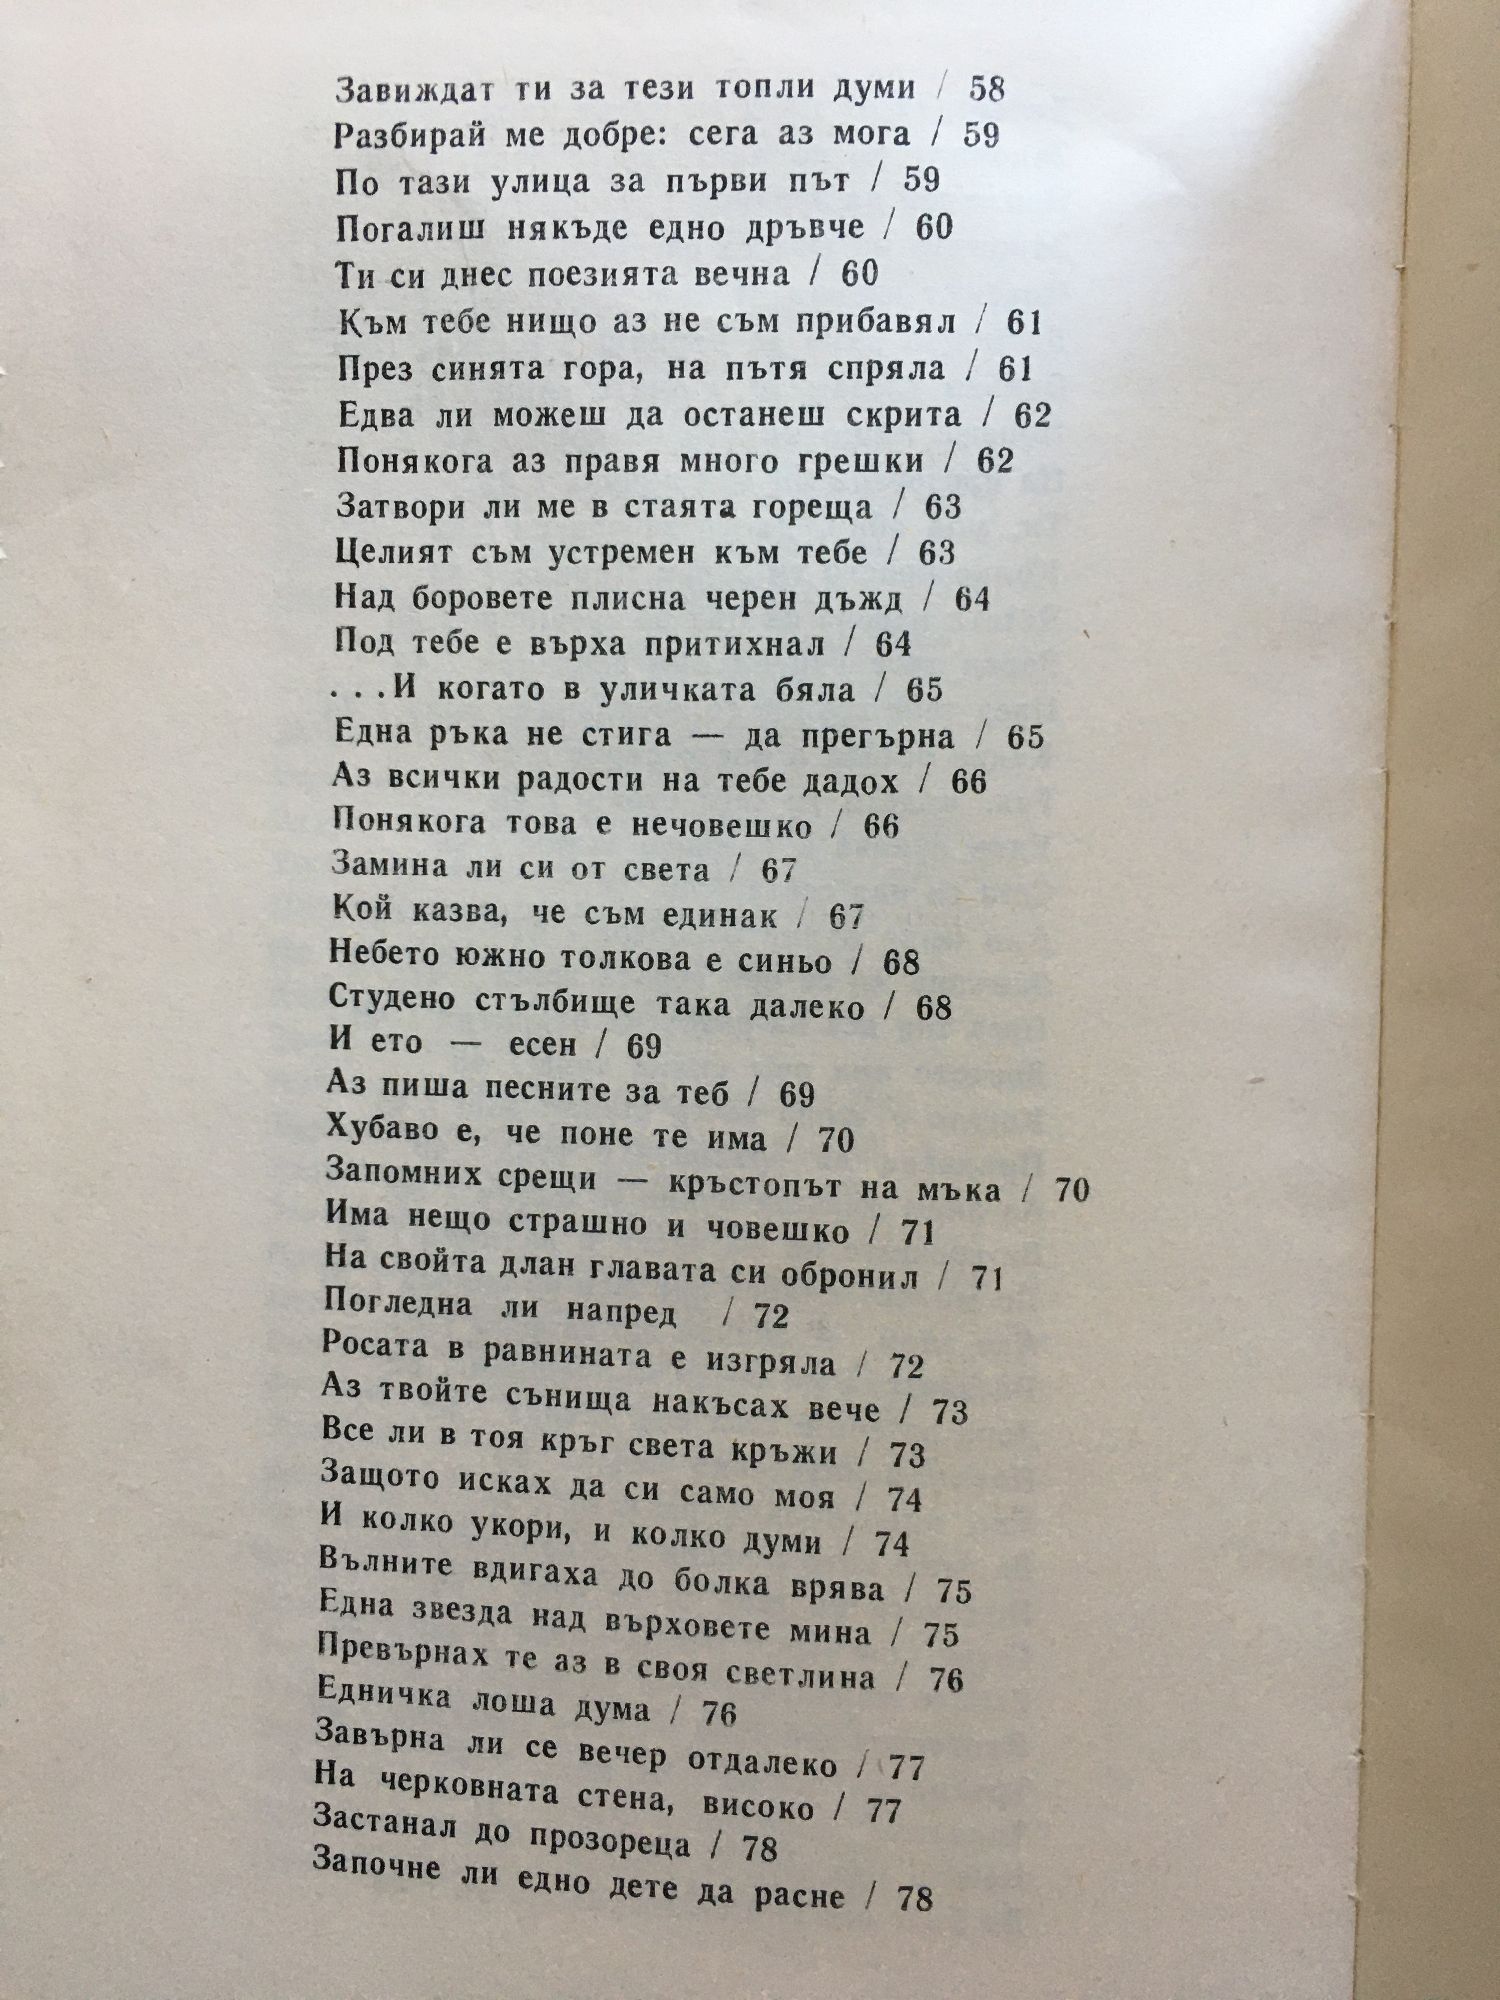 Завиждат ти за тези топли думи / 58
Разбирай ме добре: сега аз мога / 59
По тази улица за първи път / 59
Погалиш някъде едно дръвче / 60
Ти си днес поезията вечна / 60
Към тебе нищо аз не съм прибавял / 61
През синята гора, на пътя спряла / 61
Едва ли можеш да останеш скрита / 62
Понякога аз правя много грешки / 62
Затвори ли ме в стаята гореща / 63
Целият съм устремен към тебе / 63
Над боровете плисна черен дъжд / 64
Под тебе е върха притихнал / 64
...И когато в уличката бяла / 65
Една ръка не стига — да прегърна / 65
Аз всички радости на тебе дадох / 66
Понякога това е нечовешко / 66
Замина ли си от света / 67
Кой казва, че съм единак / 67
Небето южно толкова е синьо / 68
Студено стълбище така далеко / 68
И ето — есен / 69
Аз пиша песните за теб / 69
Хубаво е, че поне те има / 70
Запомних срещи — кръстопът на мъка / 70
Има нещо страшно и човешко / 71
На свойта длан главата си обронил / 71
Погледна ли напред / 72
Росата в равнината е изгряла / 72
Аз твойте сънища накъсах вече / 73
Все ли в тоя кръг света кръжи / 73
Защото исках да си само моя / 74
И колко укори, и колко думи / 74
Вълните вдигаха до болка врява / 75
Една звезда над върховете мина / 75
Превърнах те аз в своя светлина / 76
Едничка лоша дума / 76
Завърна ли се вечер отдалеко / 77
На черковната стена, високо / 77
Застанал до прозореца / 78
Започне ли едно дете да расне / 78